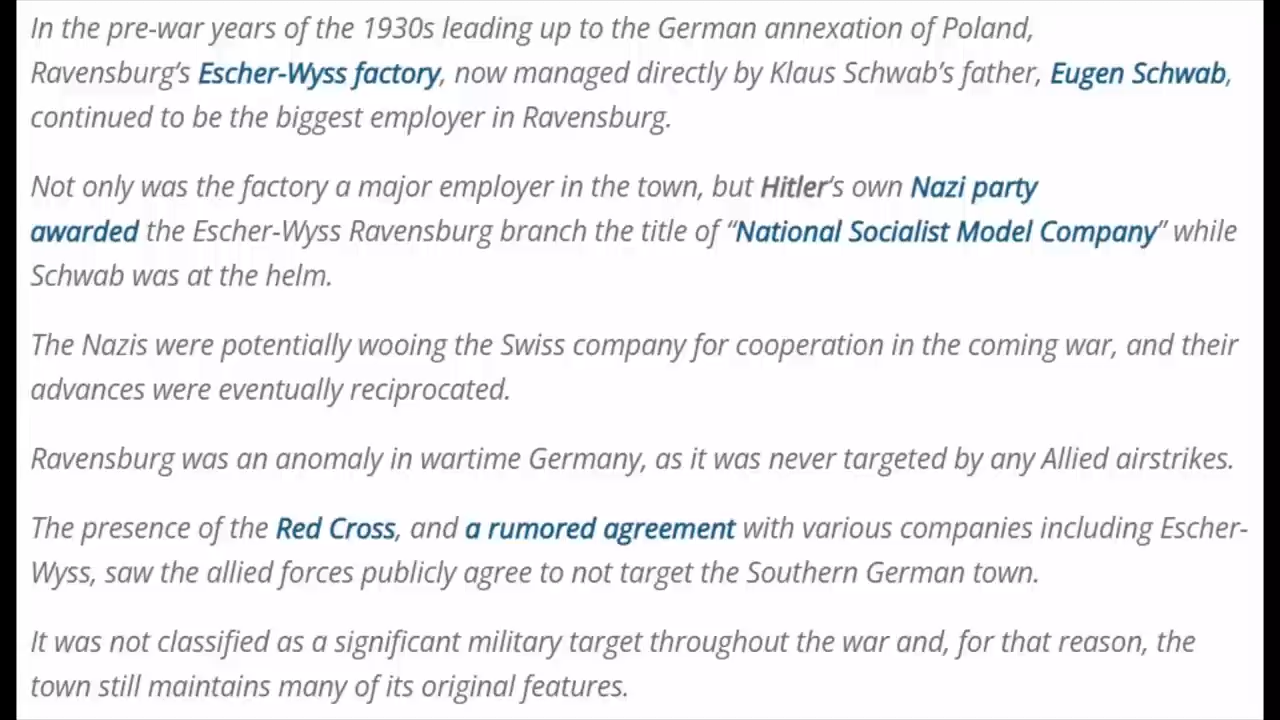 In the pre-war years of the 1930s leading up to the German annexation of Poland,
Ravensburg's Escher-Wyss factory, now managed directly by Klaus Schwab's father, Eugen Schwab,
continued to be the biggest employer in Ravensburg.
Not only was the factory a major employer in the town, but Hitler's own Nazi party
awarded the Escher-Wyss Ravensburg branch the title of “National Socialist Model Company” while
Schwab was at the helm.
The Nazis were potentially wooing the Swiss company for cooperation in the coming war, and their
advances were eventually reciprocated.
Ravensburg was an anomaly in wartime Germany, as it was never targeted by any Allied airstrikes.
The presence of the Red Cross, and a rumored agreement with various companies including Escher-
Wyss, saw the allied forces publicly agree to not target the Southern German town.
It was not classified as a significant military target throughout the war and, for that reason, the
town still maintains many of its original features.